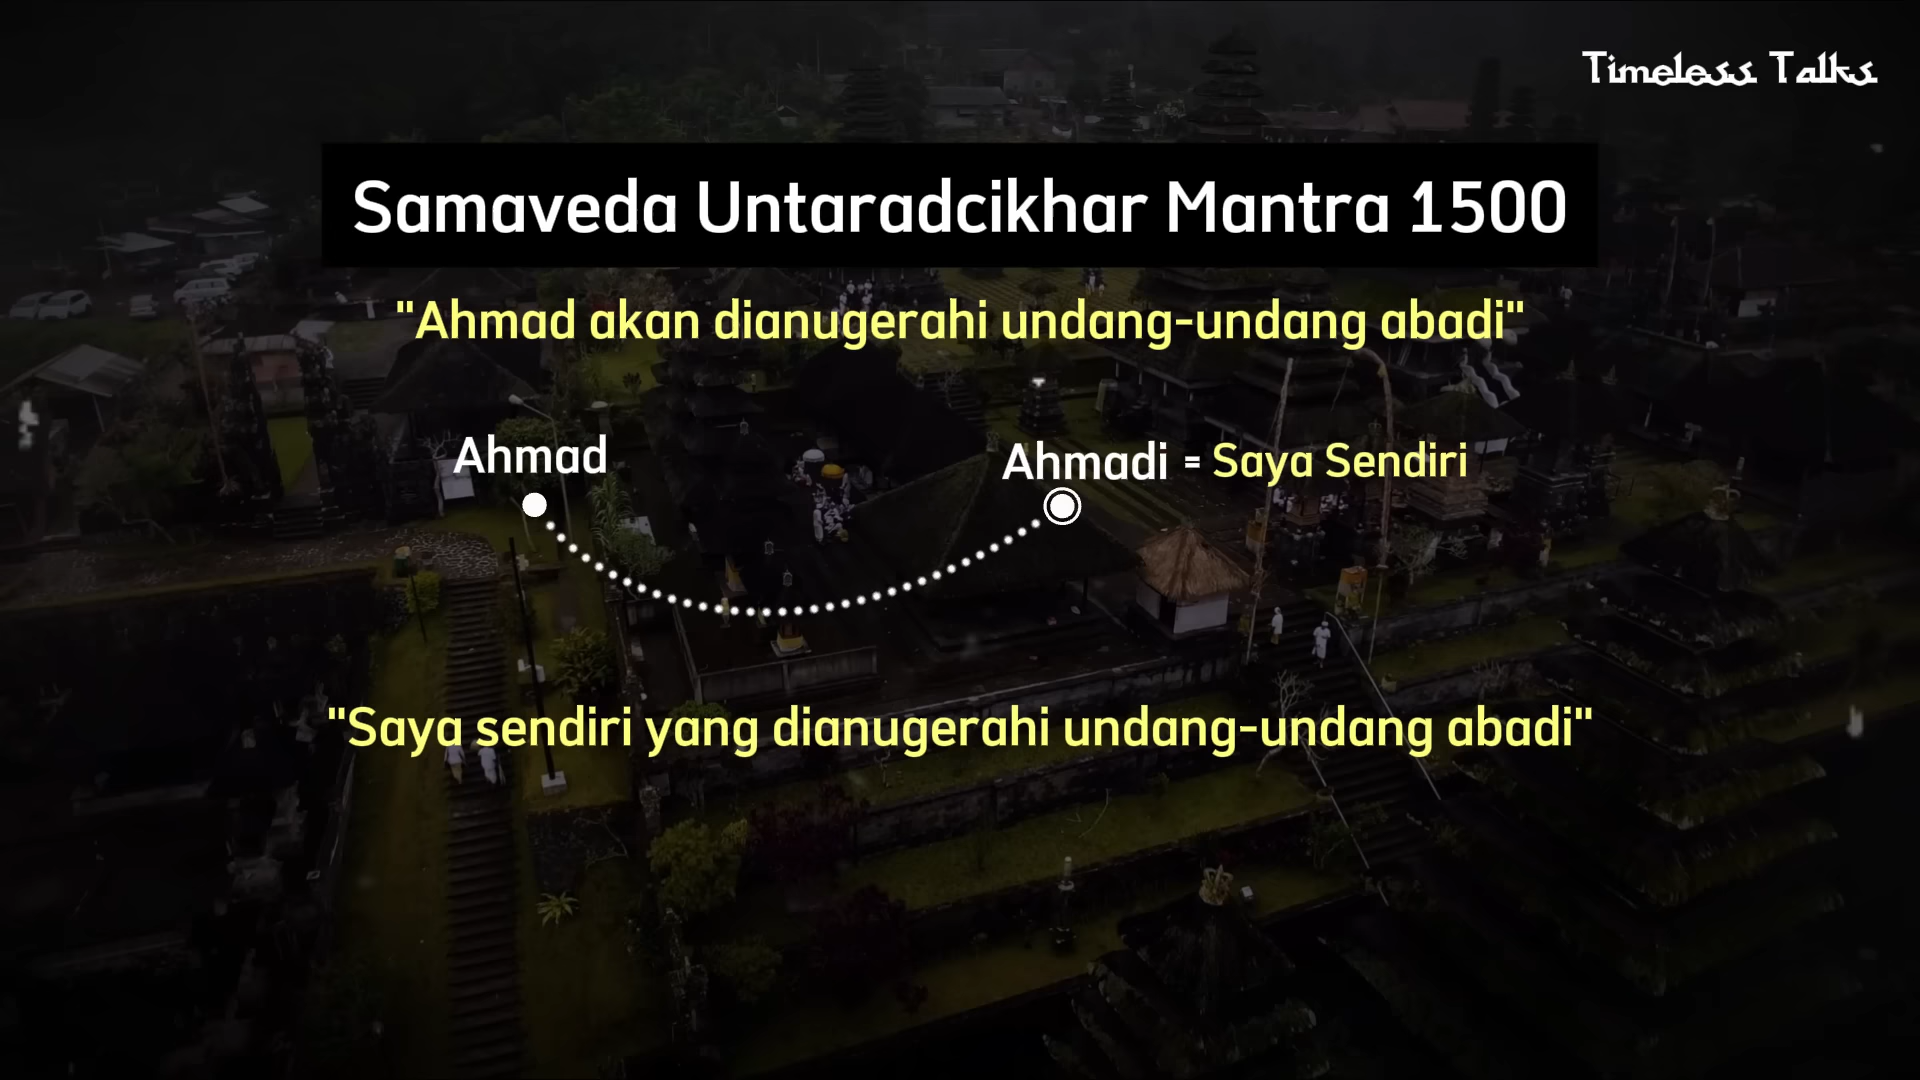 Timeless Talks
Samaveda Untaradcikhar Mantra 1500
"Ahmad akan dianugerahi undang-undang abadi"
Ahmad
Ahmadi = Saya Sendiri
"Saya sendiri yang dianugerahi undang-undang abadi"